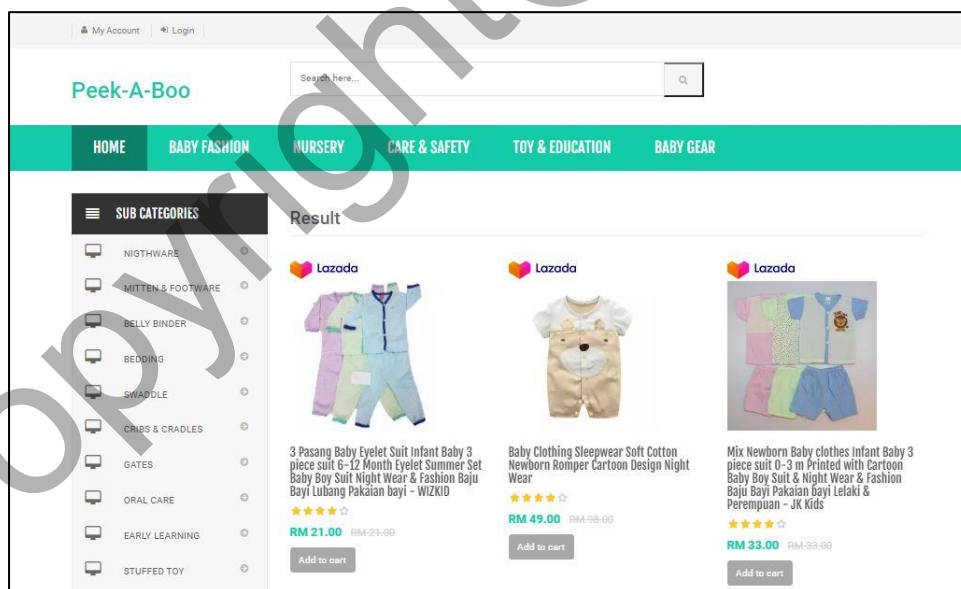 My Account Login
Peek-A-Boo
Search here...
HOME BABY FASHION NURSERY CARE & SAFETY TOY & EDUCATION BABY GEAR
SUB CATEGORIES
NIGTHWARE
MITTEN & FOOTWARE
BELLY BINDER
BEDDING
SWADDLE
CRIBS & CRADLES
GATES
ORAL CARE
EARLY LEARNING
STUFFED TOY
Result
Lazada
3 Pasang Baby Eyelet Suit Infant Baby 3
piece suit 6-12 Month Eyelet Summer Set
Baby Boy Suit Night Wear & Fashion Baju
Bayi Lubang Pakaian bayi - WIZKID
RM 21.00 RM 21.00
Add to cart
Lazada
Baby Clothing Sleepwear Soft Cotton
Newborn Romper Cartoon Design Night
Wear
RM 49.00 RM 98.00
Add to cart
Lazada
Mix Newborn Baby clothes Infant Baby 3
piece suit 0-3 m Printed with Cartoon
Baby Boy Suit & Night Wear & Fashion
Baju Bayi Pakaian bayi Lelaki &
Perempuan - JK Kids
RM 33.00 RM 33.00
Add to cart